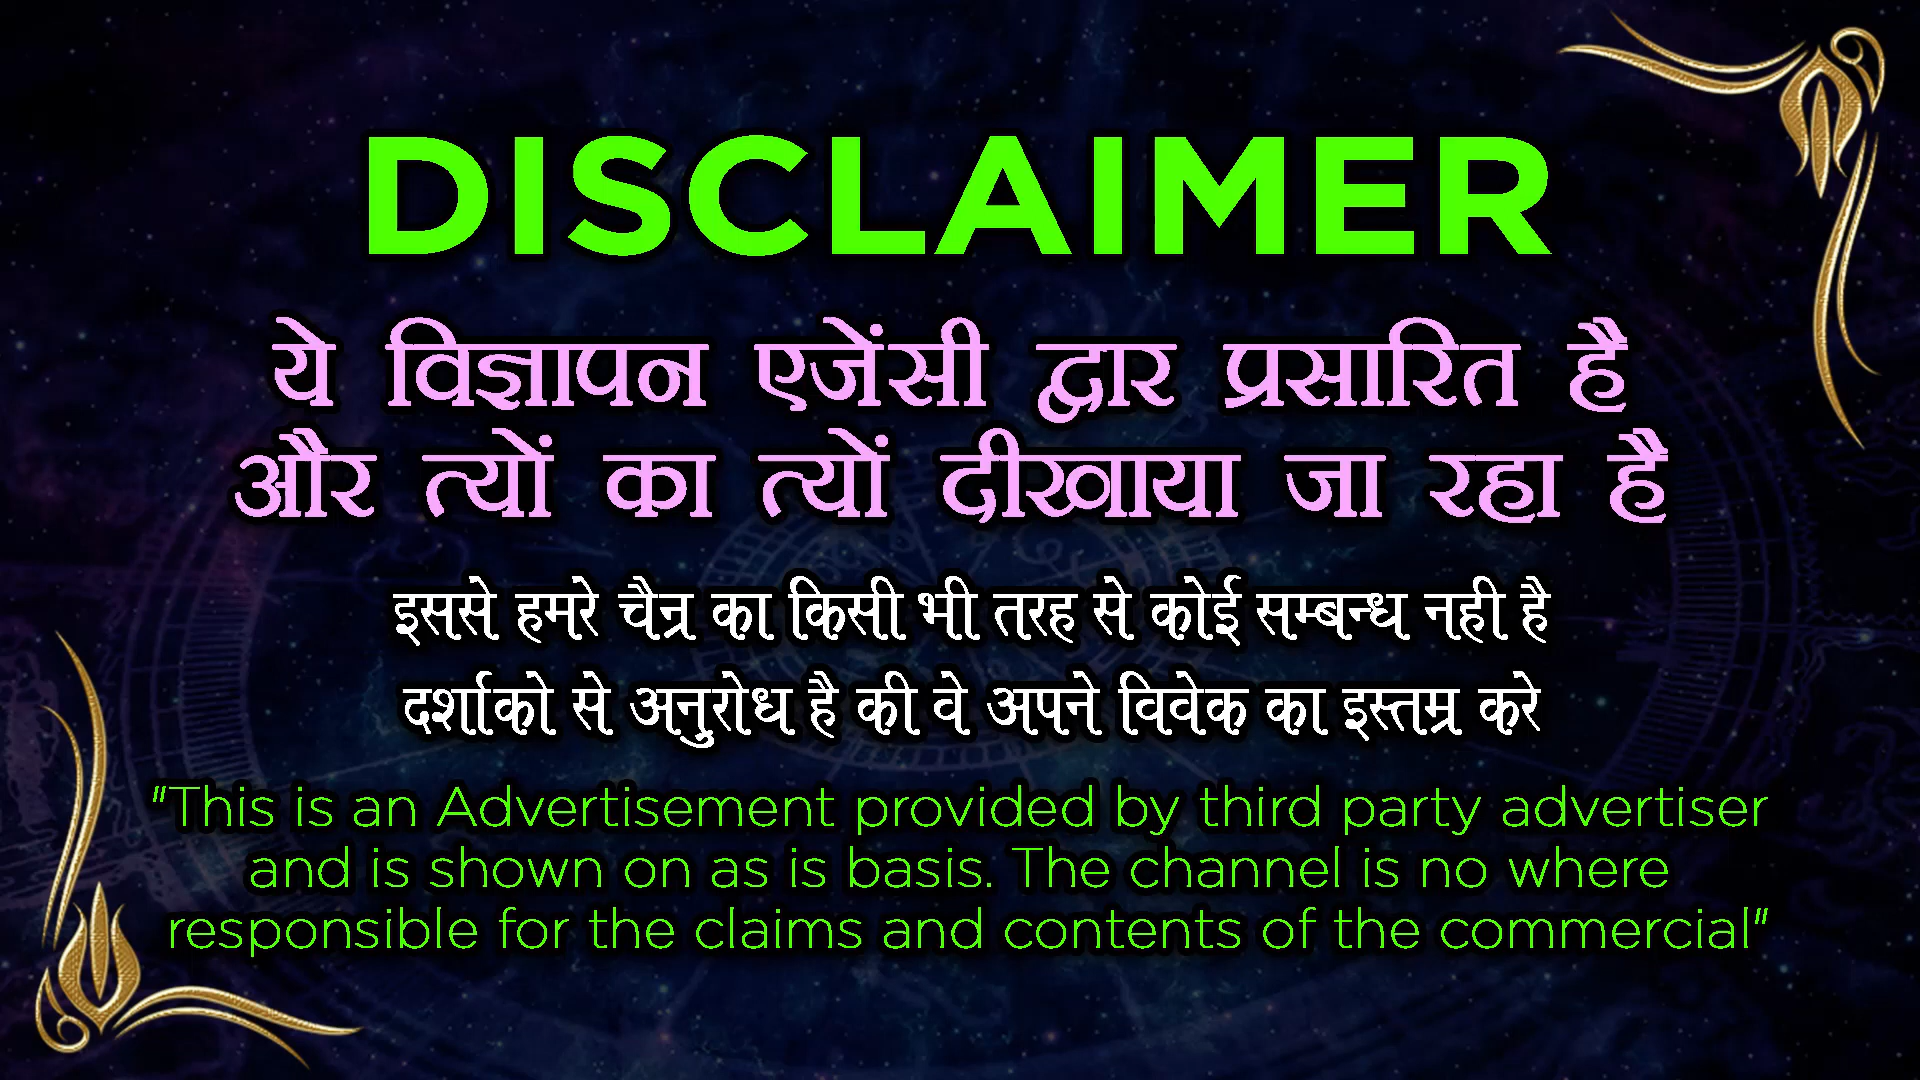 DISCLAIMER
ये विज्ञापन एजेंसी द्वार प्रसारित है
और त्यों का त्यों दीखाया जा रहा है
इससे हमरे चैन्र का किसी भी तरह से कोई सम्बन्ध नही है
दर्शाको से अनुरोध है की वे अपने विवेक का इस्तम्र करे
"This is an Advertisement provided by third party advertiser
and is shown on as is basis. The channel is no where
responsible for the claims and contents of the commercial"